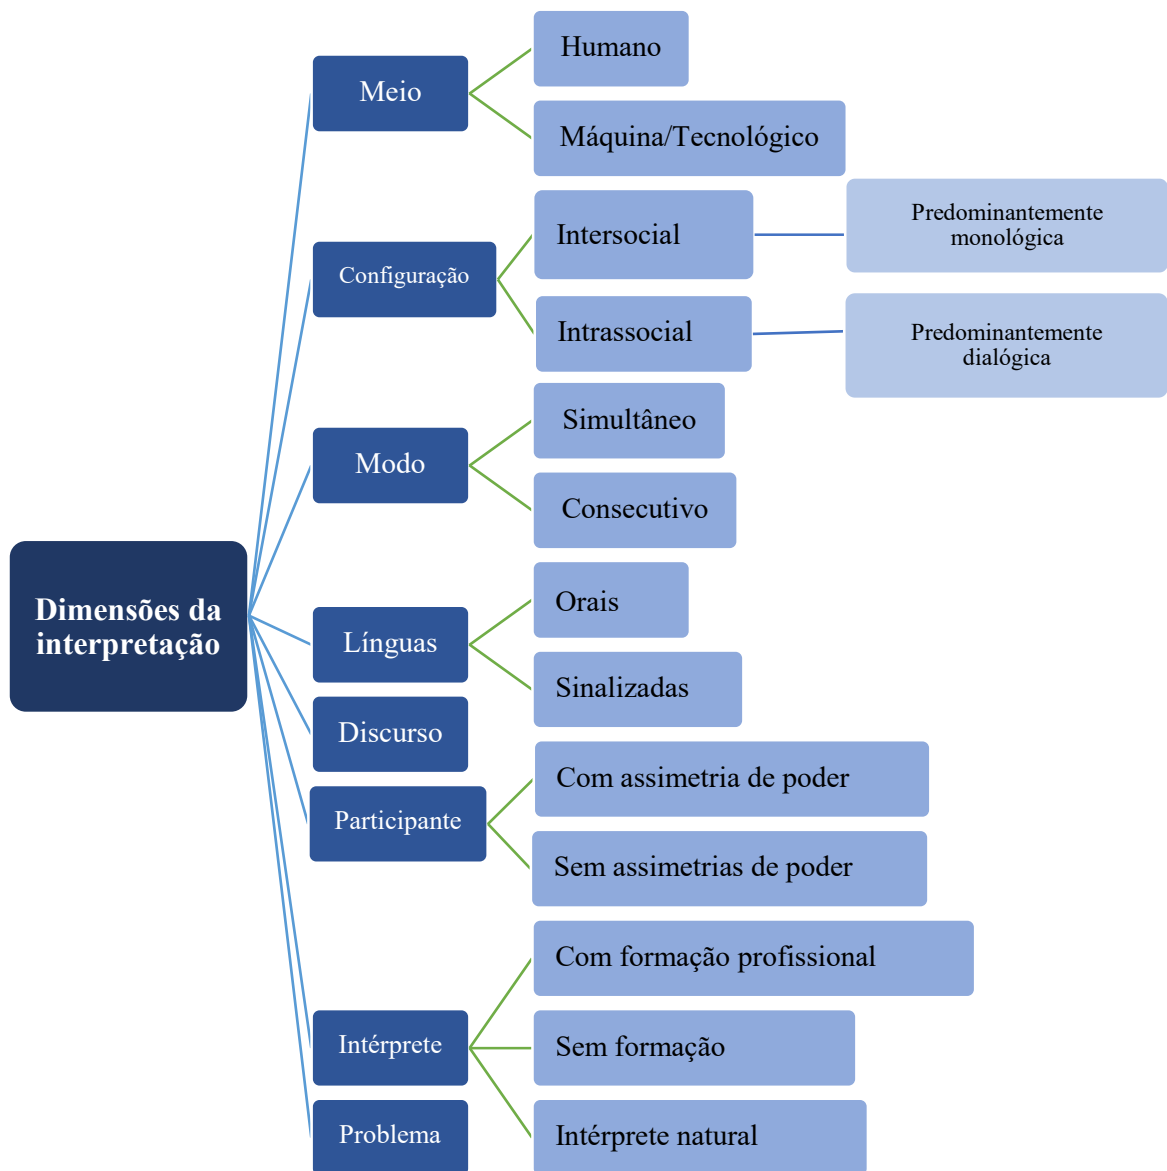 Dimensões da
interpretação
Meio
Humano
Máquina/Tecnológico
Configuração
Intersocial
Predominantemente
monológica
Intrassocial
Predominantemente
dialógica
Modo
Simultâneo
Consecutivo
Línguas
Orais
Sinalizadas
Discurso
Participante
Com assimetria de poder
Sem assimetrias de poder
Intérprete
Com formação profissional
Sem formação
Intérprete natural
Problema